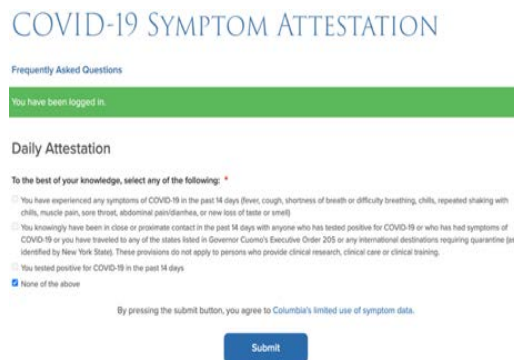 COVID-19 SYMPTOM ATTESTATION
Frequently Asked Questions
You have been logged in.
Daily Attestation
To the best of your knowledge, select any of the following: *
You have experienced any symptoms of COVID-19 in the past 14 days (fever, cough, shortness of breath or difficulty breathing, chills, repeated shaking with
chills, muscle pain, sore throat, abdominal pain/diarrhea, or new loss of taste or smell)
You knowingly have been in close or proximate contact in the past 14 days with anyone who has tested positive for COVID-19 or who has had symptoms of
COVID-19 or you have traveled to any of the states listed in Governor Cuomo's Executive Order 205 or any international destinations requiring quarantine (as
identified by New York State). These provisions do not apply to persons who provide clinical research, clinical care or clinical training.
You tested positive for COVID-19 in the past 14 days
None of the above
By pressing the submit button, you agree to Columbia's limited use of symptom data.
Submit